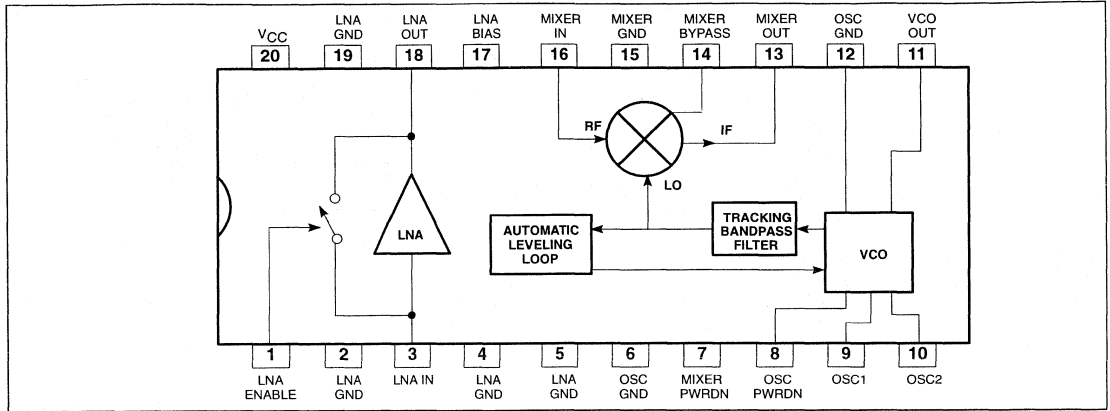 VCC
LNA
GND
LNA
OUT
LNA
BIAS
MIXER
IN
MIXER
GND
MIXER
BYPASS
MIXER
OUT
OSC
GND
VCO
OUT
20 19 18 17 16 15 14 13 12 11
RF
IF
LO
LNA
AUTOMATIC
LEVELING
LOOP
TRACKING
BANDPASS
FILTER
VCO
1 2 3 4 5 6 7 8 9 10
LNA
ENABLE
LNA
GND
LNA IN
LNA
GND
LNA
GND
OSC
GND
MIXER
PWRDN
OSC
PWRDN
OSC1
OSC2